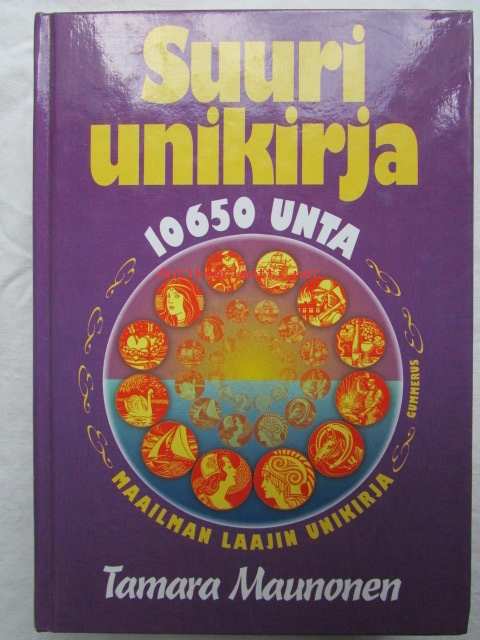 Suuri
unikirja
10650 UNTA
GUMMERUS
MAAILMAN LAAJIN UNIKIRJA
Tamara Maunonen